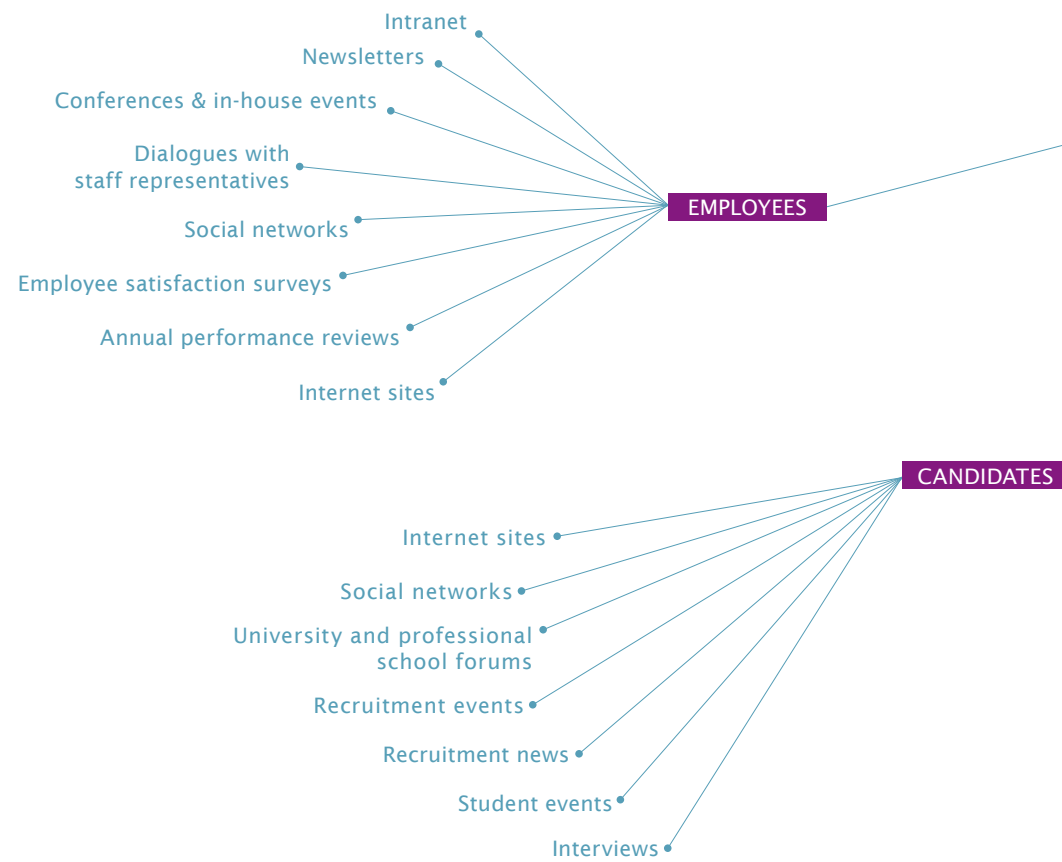 Intranet
Newsletters
Conferences & in-house events
Dialogues with
staff representatives
EMPLOYEES
Social networks
Employee satisfaction surveys
Annual performance reviews
Internet sites
CANDIDATES
Internet sites
Social networks
University and professional
school forums
Recruitment events
Recruitment news
Student events
Interviews